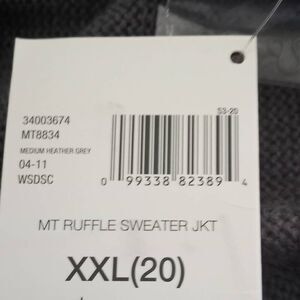 53-20
34003674
MT8834
MEDIUM HEATHER GREY
04-11
WSDSC
0 99338 82389 4
MT RUFFLE SWEATER JKT
XXL(20)